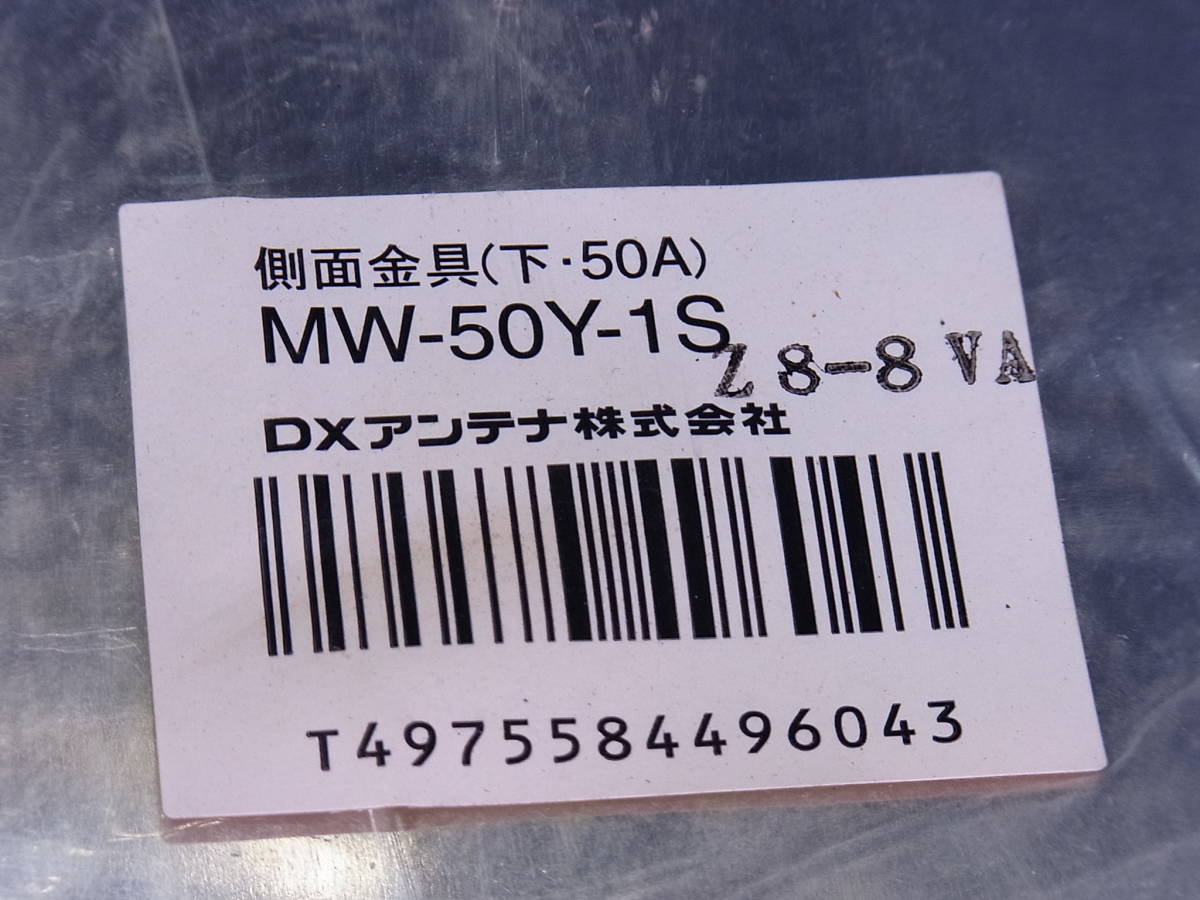 側面金具(下・50A)
MW-50Y-1S
Z8-8 VA
DXアンテナ株式会社
T4975584496043